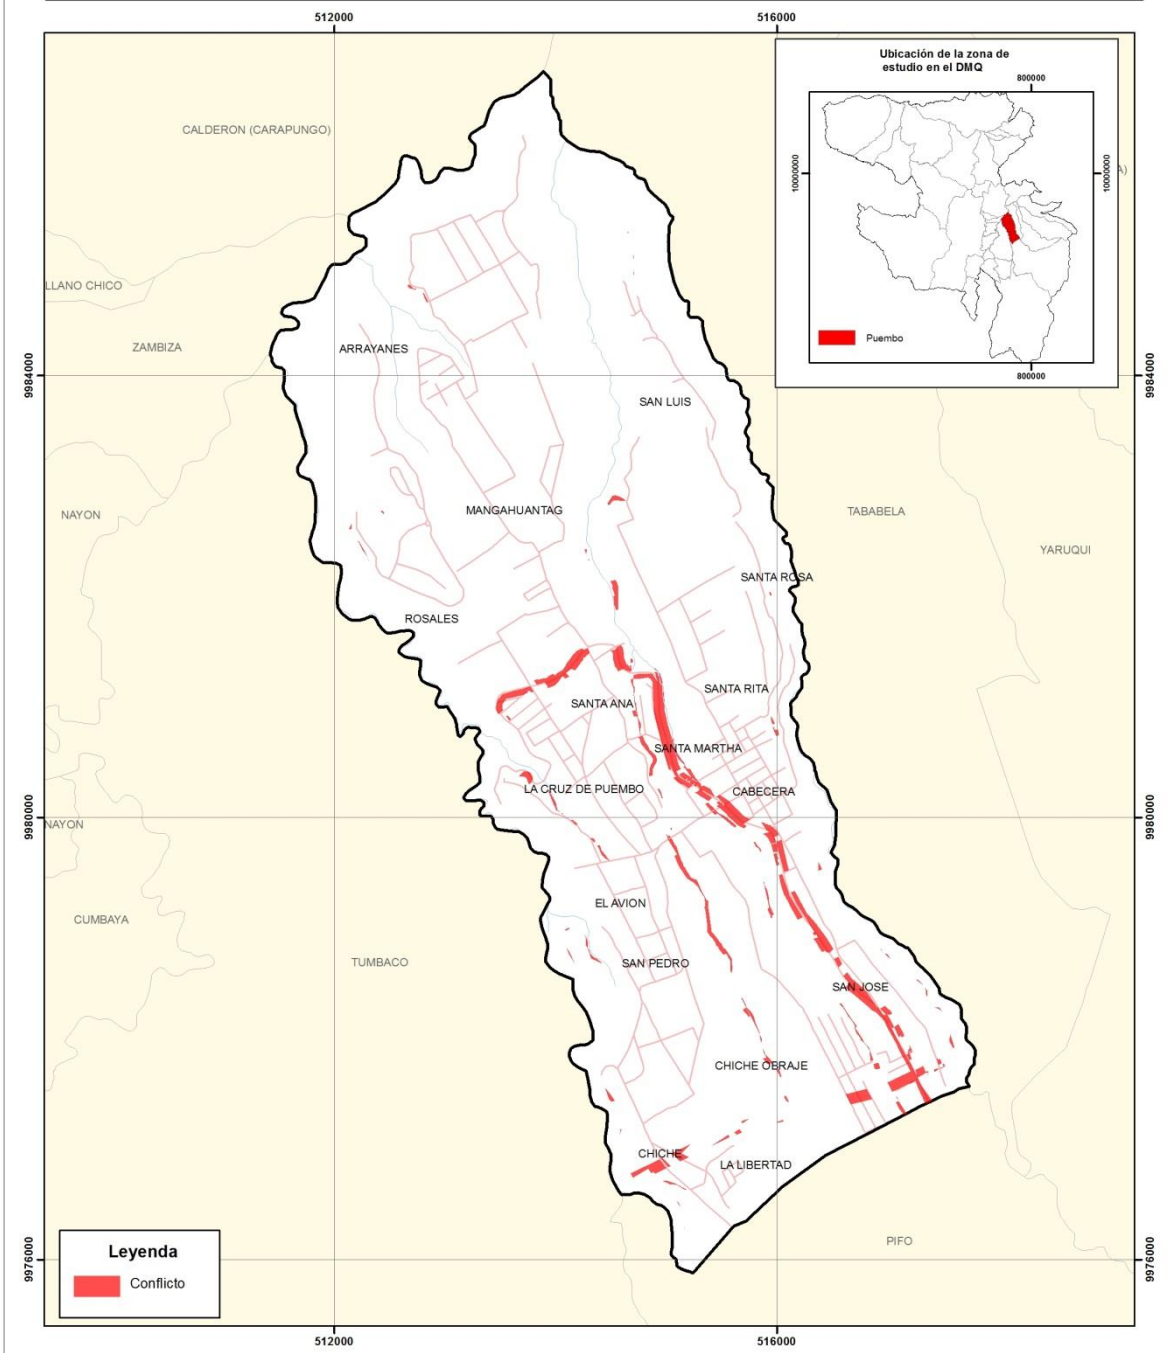 512000
516000
Ubicación de la zona de
estudio en el DMQ
800000
10000000
10000000
Puembo
800000
CALDERON (CARAPUNGO)
A)
LLANO CHICO
ZAMBIZA
ARRAYANES
9984000
9984000
SAN LUIS
MANGAHUANTAG
NAYON
TABABELA
YARUQUI
SANTA ROSA
ROSALES
SANTA RITA
SANTA ANA
SANTA MARTHA
LA CRUZ DE PUEMBO
CABECERA
NAYON
9980000
9980000
EL AVION
CUMBAYA
TUMBACO
SAN PEDRO
SAN JOSE
CHICHE OBRAJE
CHICHE
LA LIBERTAD
PIFO
Leyenda
Conflicto
9976000
9976000
512000
516000